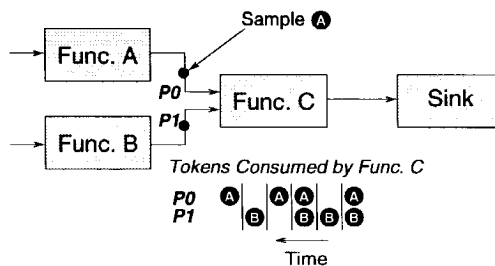 Sample A
Func. A
P0
Func. C
Sink
P1
Func. B
Tokens Consumed by Func. C
P0 A A A A
P1 B B B B
Time